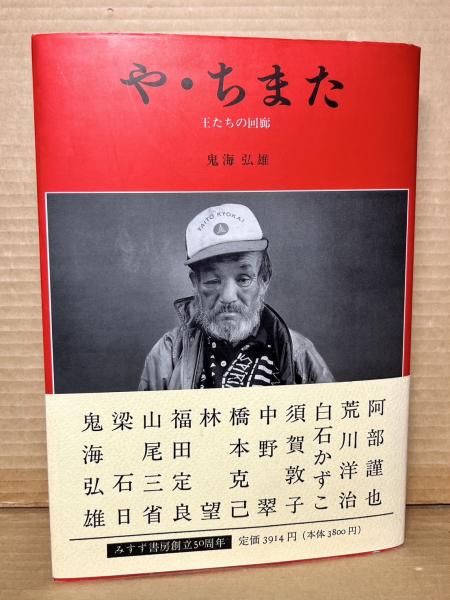 や・ちまた
王たちの回廊
鬼海 弘雄
TAITO KYOKAI
阿部謹也
荒川洋治
白石かずこ
須賀敦子
中野翠
橋本克己
林望
福田定良
山尾三省
梁石日
鬼海弘雄
みすず書房創立50周年
定価 3914円 (本体 3800円)